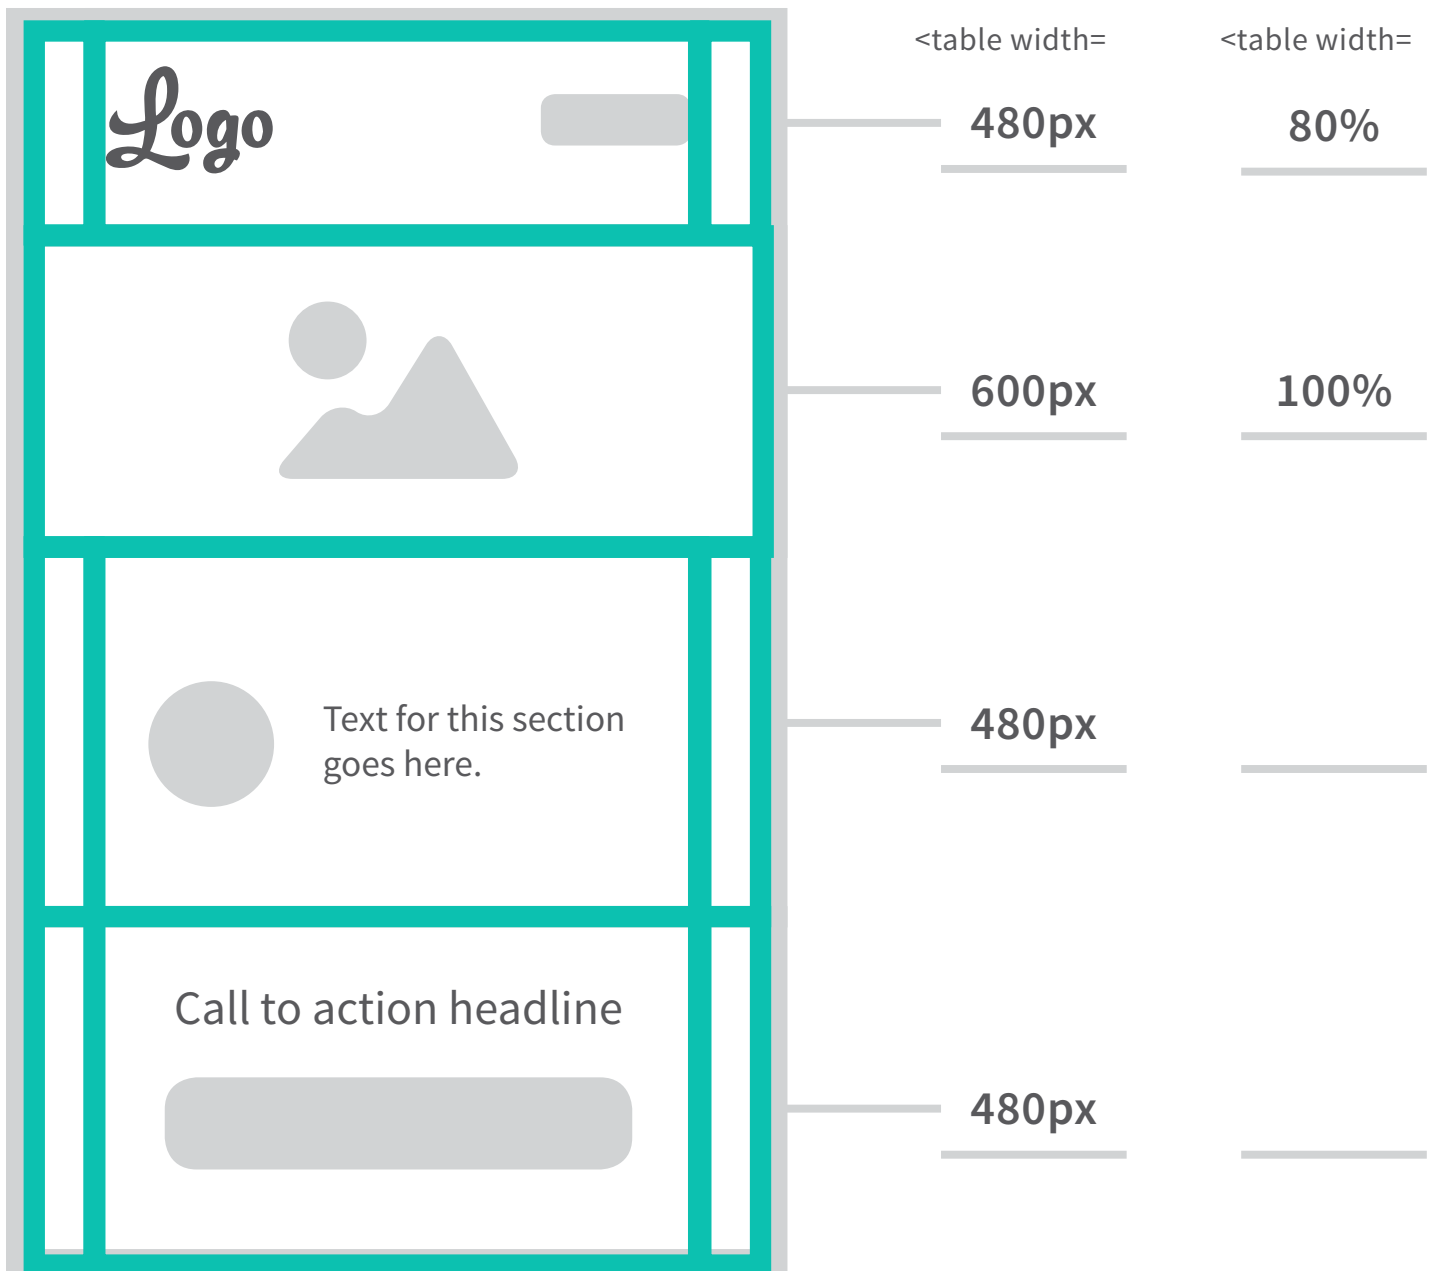 <table width=
<table width=
Logo
480px
80%
600px
100%
Text for this section
goes here.
480px
Call to action headline
480px